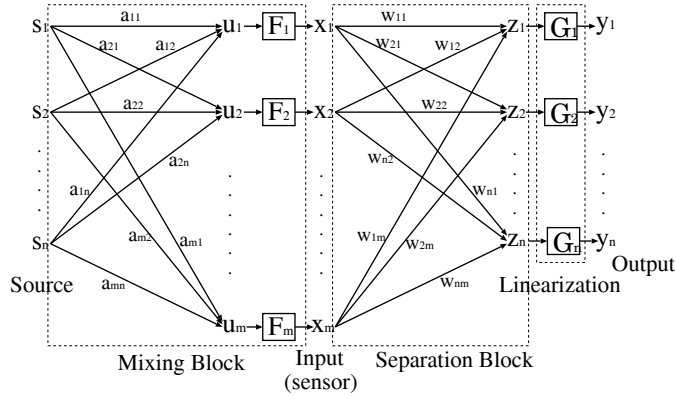 s1 a11 u1 F1 x1 w11 z1 G1 y1
a21 a12 w21 w12
s2 a22 u2 F2 x2 w22 z2 G2 y2
a2n wn2
a1n wn1
am2 am1 w1m w2m
sn zn Gn yn
Source amn wnm Linearization Output
um Fm xm
Mixing Block Input Separation Block
(sensor)